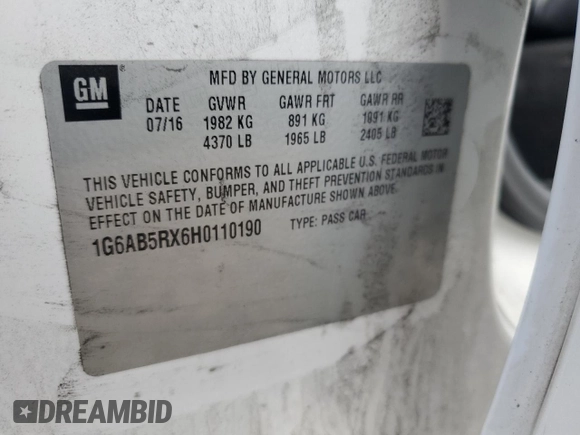 GM
MFD BY GENERAL MOTORS LLC
DATE GVWR GAWR FRT GAWR RR
07/16 1982 KG 891 KG 1091 KG
4370 LB 1965 LB 2405 LB
THIS VEHICLE CONFORMS TO ALL APPLICABLE U.S. FEDERAL MOTOR
VEHICLE SAFETY, BUMPER, AND THEFT PREVENTION STANDARDS IN
EFFECT ON THE DATE OF MANUFACTURE SHOWN ABOVE.
1G6AB5RX6H0110190 TYPE: PASS CAR
DREAMBID